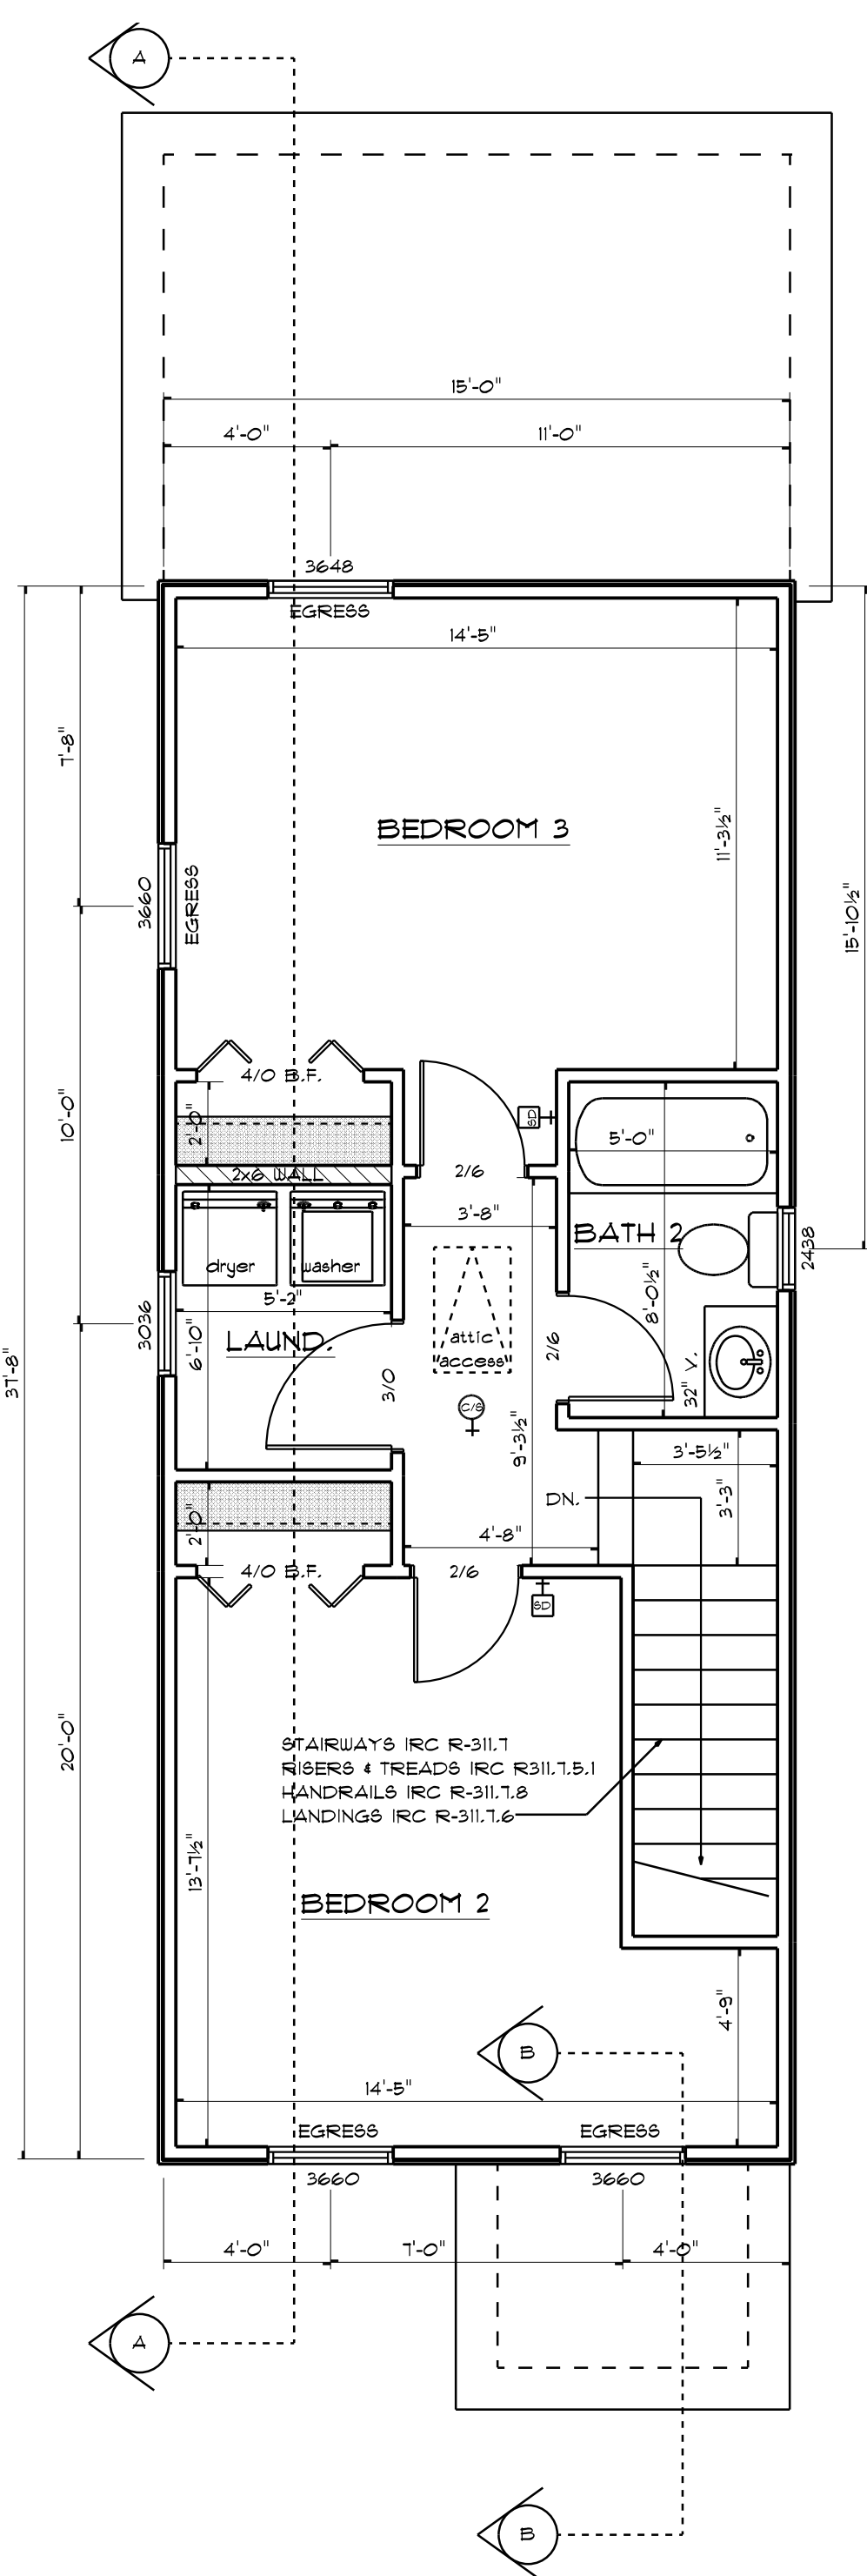 A
15'-0"
4'-0"
11'-0"
3648
EGRESS
14'-5"
7'-8"
BEDROOM 3
11'-3½"
3660
EGRESS
15'-10½"
37'-8"
10'-0"
4/0 B.F.
2'-0"
SD
5'-0"
2x6 WALL
2/6
3'-8"
BATH 2
2438
dryer
washer
5'-2"
8'-0½"
3036
LAUND.
6'-10"
attic
access
2/6
32" V.
3/0
C/S
9'-3½"
3'-5½"
3'-3"
DN.
2'-0"
4'-8"
4/0 B.F.
2/6
SD
20'-0"
STAIRWAYS IRC R-311.7
RISERS & TREADS IRC R311.7.5.1
HANDRAILS IRC R-311.7.8
LANDINGS IRC R-311.7.6
13'-7½"
BEDROOM 2
4'-9"
B
14'-5"
EGRESS
EGRESS
3660
3660
4'-0"
7'-0"
4'-0"
A
B